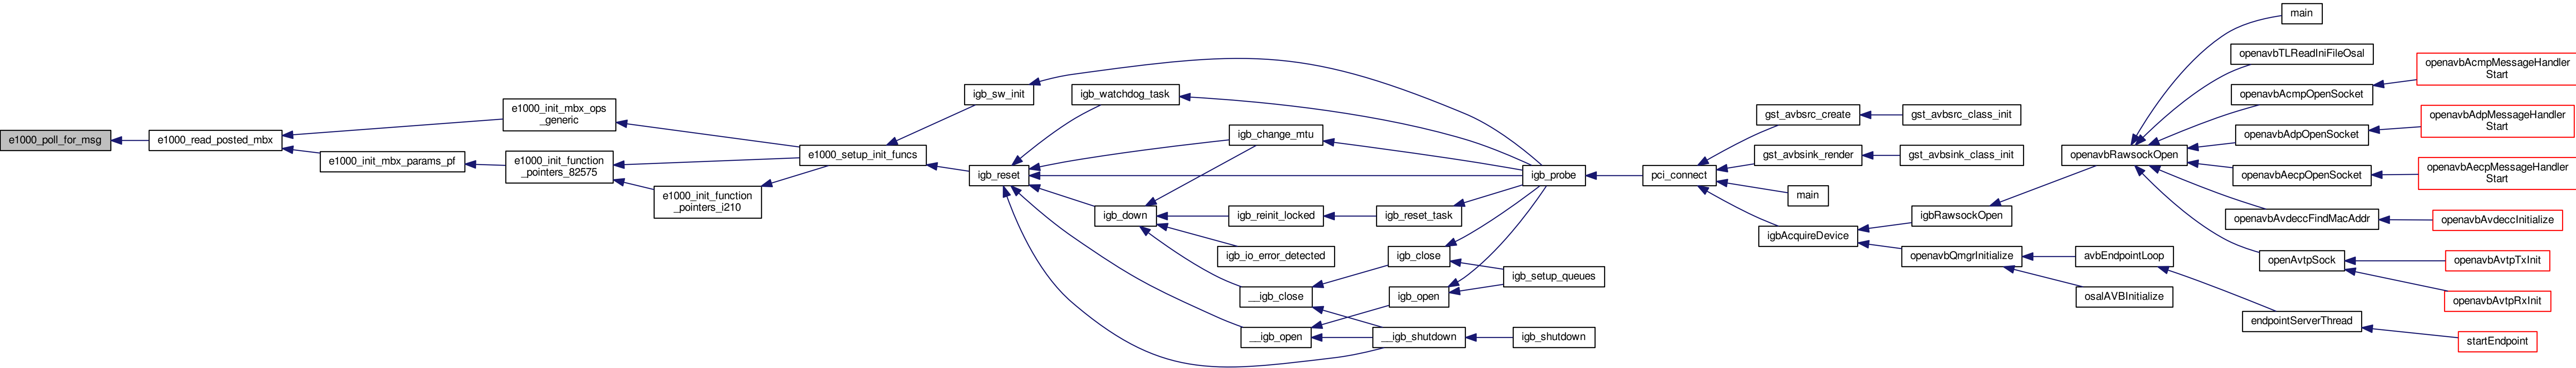 e1000_poll_for_msg
e1000_read_posted_mbx
e1000_init_mbx_ops
_generic
e1000_init_mbx_params_pf
e1000_init_function
_pointers_82575
e1000_init_function
_pointers_i210
e1000_setup_init_funcs
igb_sw_init
igb_reset
igb_watchdog_task
igb_change_mtu
igb_down
igb_reinit_locked
igb_reset_task
igb_io_error_detected
__igb_close
igb_close
igb_setup_queues
__igb_open
igb_open
__igb_shutdown
igb_shutdown
igb_probe
pci_connect
gst_avbsrc_create
gst_avbsrc_class_init
gst_avbsink_render
gst_avbsink_class_init
main
igbAcquireDevice
igbRawsockOpen
openavbQmgrInitialize
avbEndpointLoop
osalAVBInitialize
endpointServerThread
startEndpoint
openavbRawsockOpen
main
openavbTLReadIniFileOsal
openavbAcmpOpenSocket
openavbAcmpMessageHandler
Start
openavbAdpOpenSocket
openavbAdpMessageHandler
Start
openavbAecpOpenSocket
openavbAecpMessageHandler
Start
openavbAvdeccFindMacAddr
openavbAvdeccInitialize
openAvtpSock
openavbAvtpTxInit
openavbAvtpRxInit